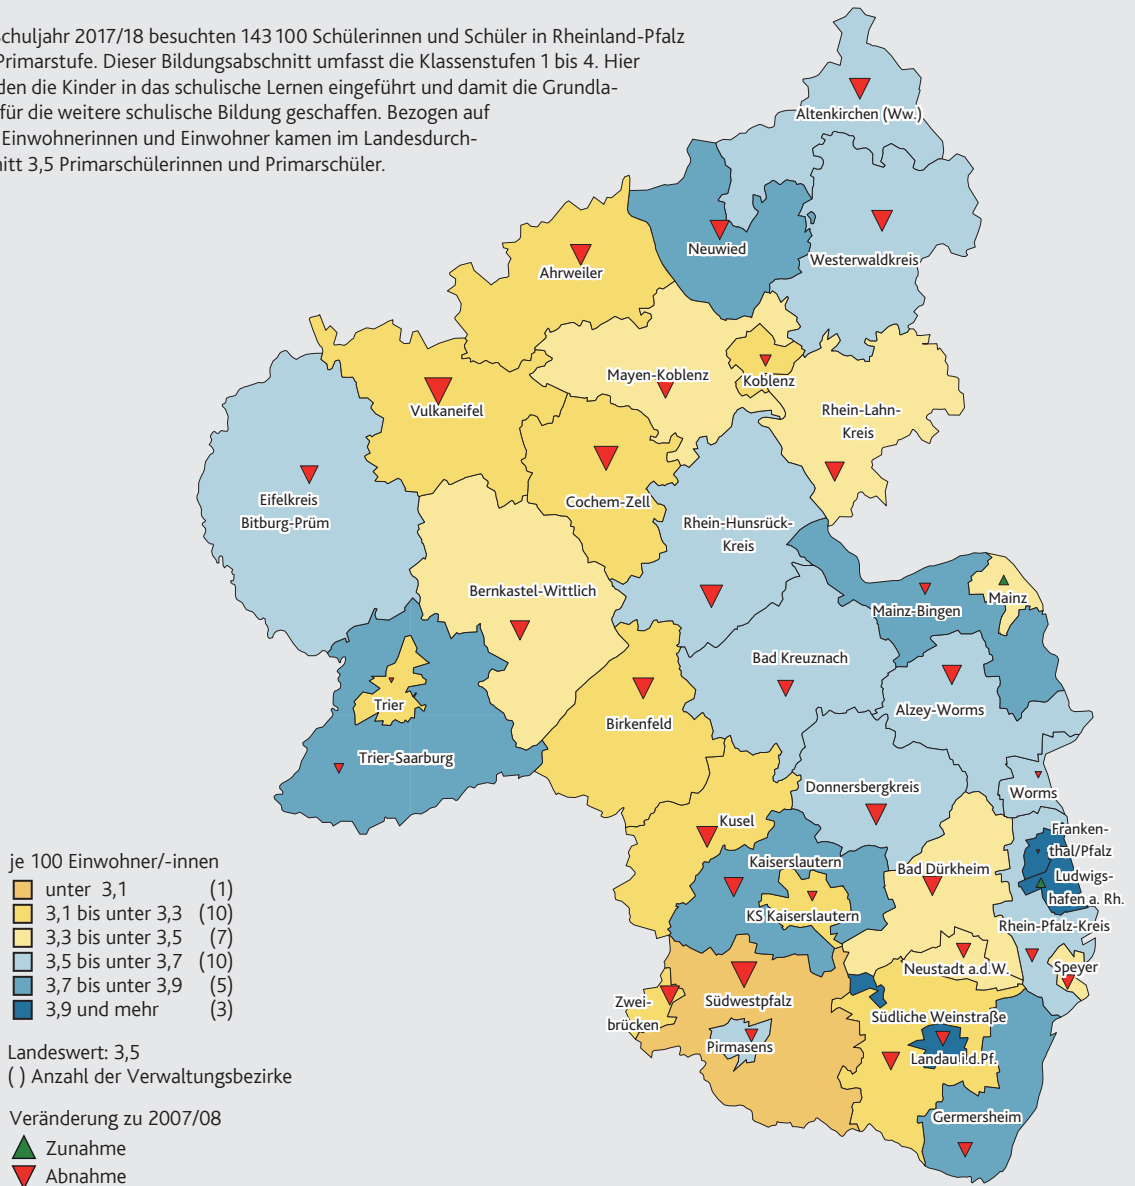 Schuljahr 2017/18 besuchten 143 100 Schülerinnen und Schüler in Rheinland-Pfalz
Primarstufe. Dieser Bildungsabschnitt umfasst die Klassenstufen 1 bis 4. Hier
den die Kinder in das schulische Lernen eingeführt und damit die Grundla-
für die weitere schulische Bildung geschaffen. Bezogen auf
Einwohnerinnen und Einwohner kamen im Landesdurch-
nitt 3,5 Primarschülerinnen und Primarschüler.
Altenkirchen (Ww.)
Neuwied
Westerwaldkreis
Ahrweiler
Mayen-Koblenz
Koblenz
Vulkaneifel
Rhein-Lahn-
Kreis
Cochem-Zell
Eifelkreis
Bitburg-Prüm
Rhein-Hunsrück-
Kreis
Bernkastel-Wittlich
Mainz
Mainz-Bingen
Bad Kreuznach
Trier
Alzey-Worms
Birkenfeld
Trier-Saarburg
Donnersbergkreis
Worms
Kusel
Franken-
thal/Pfalz
Kaiserslautern
Bad Dürkheim
Ludwigs-
hafen a. Rh.
KS Kaiserslautern
Rhein-Pfalz-Kreis
Neustadt a.d.W.
Speyer
Zwei-
brücken
Südwestpfalz
Südliche Weinstraße
Pirmasens
Landau i.d.Pf.
Germersheim
je 100 Einwohner/-innen
unter 3,1 (1)
3,1 bis unter 3,3 (10)
3,3 bis unter 3,5 (7)
3,5 bis unter 3,7 (10)
3,7 bis unter 3,9 (5)
3,9 und mehr (3)
Landeswert: 3,5
( ) Anzahl der Verwaltungsbezirke
Veränderung zu 2007/08
Zunahme
Abnahme